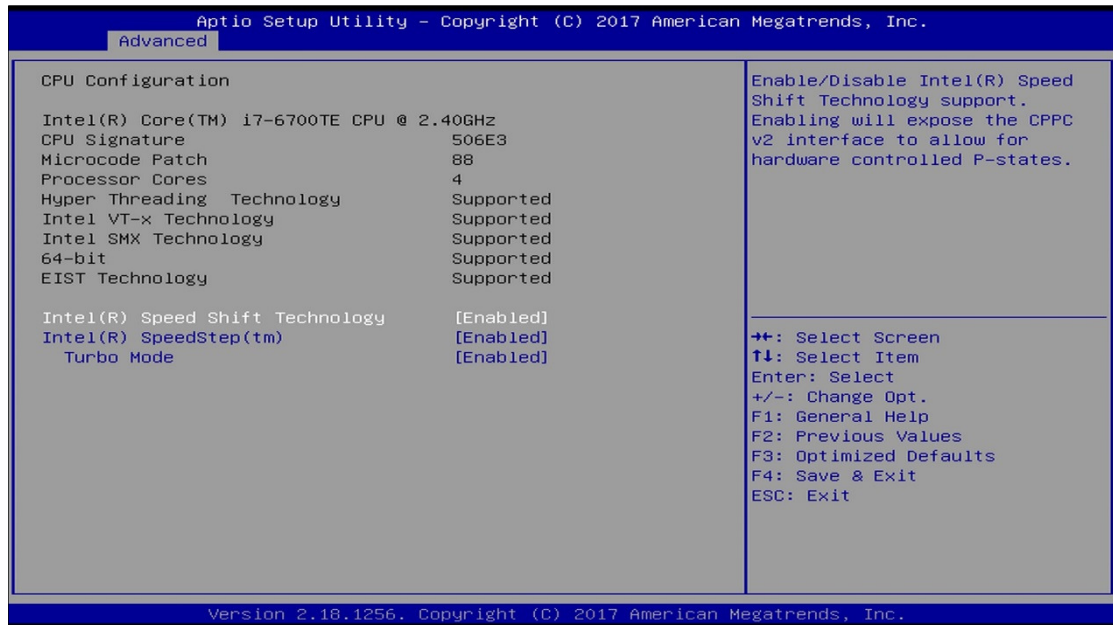 Aptio Setup Utility – Copyright (C) 2017 American Megatrends, Inc.
Advanced
CPU Configuration
Intel(R) Core(TM) i7-6700TE CPU @ 2.40GHz
CPU Signature 506E3
Microcode Patch 88
Processor Cores 4
Hyper Threading Technology Supported
Intel VT-x Technology Supported
Intel SMX Technology Supported
64-bit Supported
EIST Technology Supported
Intel(R) Speed Shift Technology [Enabled]
Intel(R) SpeedStep(tm) [Enabled]
Turbo Mode [Enabled]
Enable/Disable Intel(R) Speed
Shift Technology support.
Enabling will expose the CPPC
v2 interface to allow for
hardware controlled P-states.
→←: Select Screen
↑↓: Select Item
Enter: Select
+/-: Change Opt.
F1: General Help
F2: Previous Values
F3: Optimized Defaults
F4: Save & Exit
ESC: Exit
Version 2.18.1256. Copyright (C) 2017 American Megatrends, Inc.